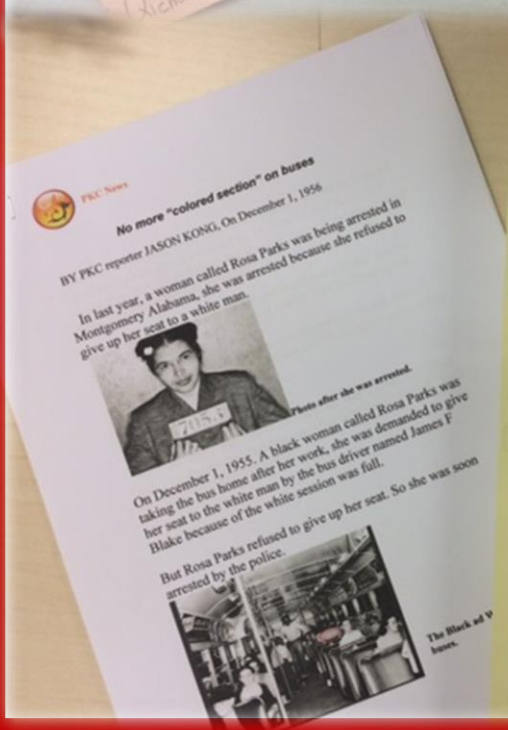 PKC News
No more "colored section" on buses
BY PKC reporter JASON KONG, On December 1, 1956
In last year, a woman called Rosa Parks was being arrested in
Montgomery Alabama, she was arrested because she refused to
give up her seat to a white man.
Photo after she was arrested.
On December 1, 1955. A black woman called Rosa Parks was
taking the bus home after her work, she was demanded to give
her seat to the white man by the bus driver named James F
Blake because of the white session was full.
But Rosa Parks refused to give up her seat. So she was soon
arrested by the police.
The Black ad
buses.